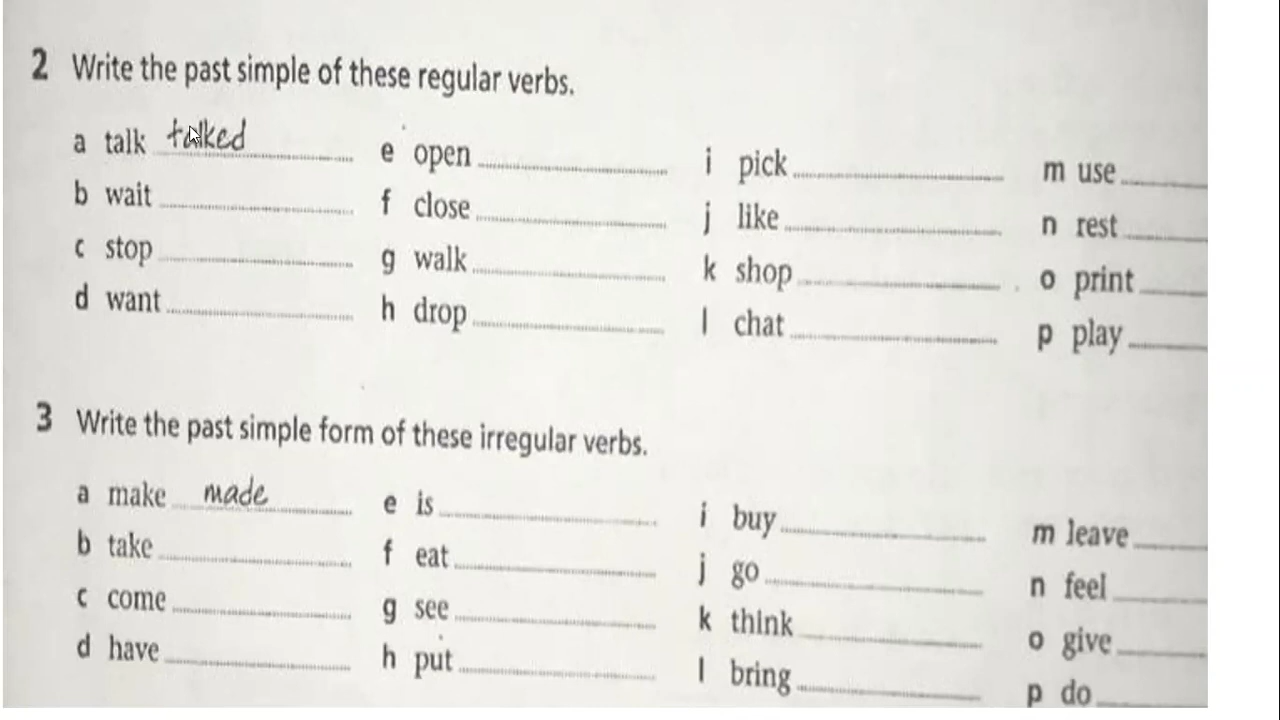 2 Write the past simple of these regular verbs.
a talk talked e open i pick m use
b wait f close j like n rest
c stop g walk k shop o print
d want h drop l chat p play
3 Write the past simple form of these irregular verbs.
a make made e is i buy m leave
b take f eat j go n feel
c come g see k think o give
d have h put l bring p do